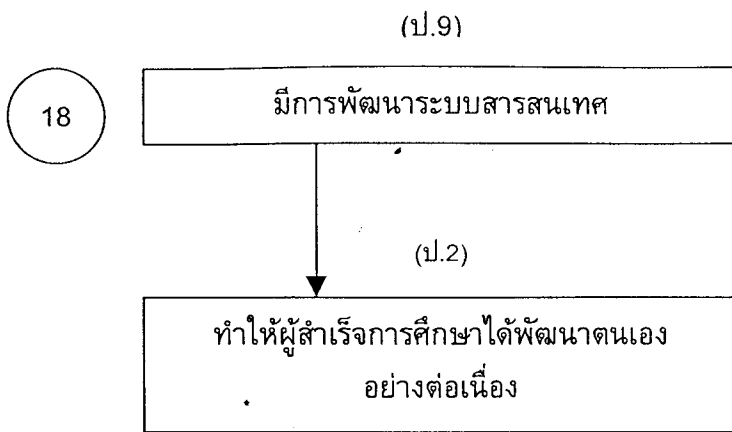 (ป.9)
18
มีการพัฒนาระบบสารสนเทศ
(ป.2)
ทำให้ผู้สำเร็จการศึกษาได้พัฒนาตนเอง
อย่างต่อเนื่อง